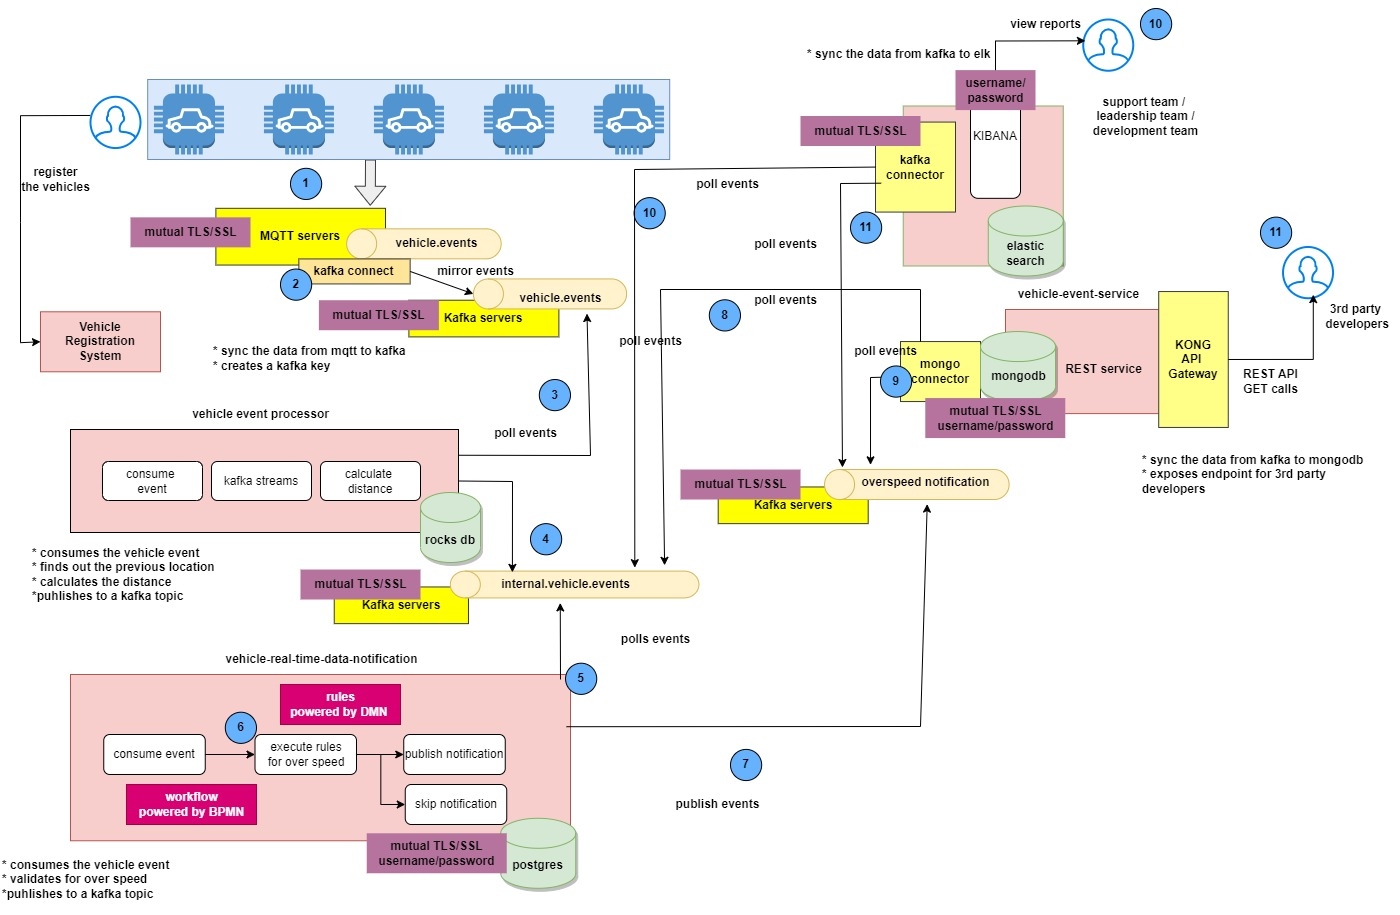 view reports
10
* sync the data from kafka to elk
username/
password
support team /
leadership team /
development team
mutual TLS/SSL
KIBANA
kafka
connector
elastic
search
register
the vehicles
1
mutual TLS/SSL
MQTT servers
vehicle.events
kafka connect
2
mirror events
vehicle.events
mutual TLS/SSL
Kafka servers
* sync the data from mqtt to kafka
* creates a kafka key
Vehicle
Registration
System
poll events
10
11
poll events
poll events
8
poll events
11
vehicle-event-service
3rd party
developers
poll events
mongo
connector
9
mongodb
REST service
KONG
API
Gateway
REST API
GET calls
mutual TLS/SSL
username/password
* sync the data from kafka to mongodb
* exposes endpoint for 3rd party
developers
3
poll events
vehicle event processor
consume
event
kafka streams
calculate
distance
rocks db
* consumes the vehicle event
* finds out the previous location
* calculates the distance
*puhlishes to a kafka topic
4
mutual TLS/SSL
overspeed notification
Kafka servers
mutual TLS/SSL
internal.vehicle.events
Kafka servers
polls events
vehicle-real-time-data-notification
5
rules
powered by DMN
6
consume event
execute rules
for over speed
publish notification
skip notification
workflow
powered by BPMN
7
publish events
mutual TLS/SSL
username/password
postgres
* consumes the vehicle event
* validates for over speed
*puhlishes to a kafka topic